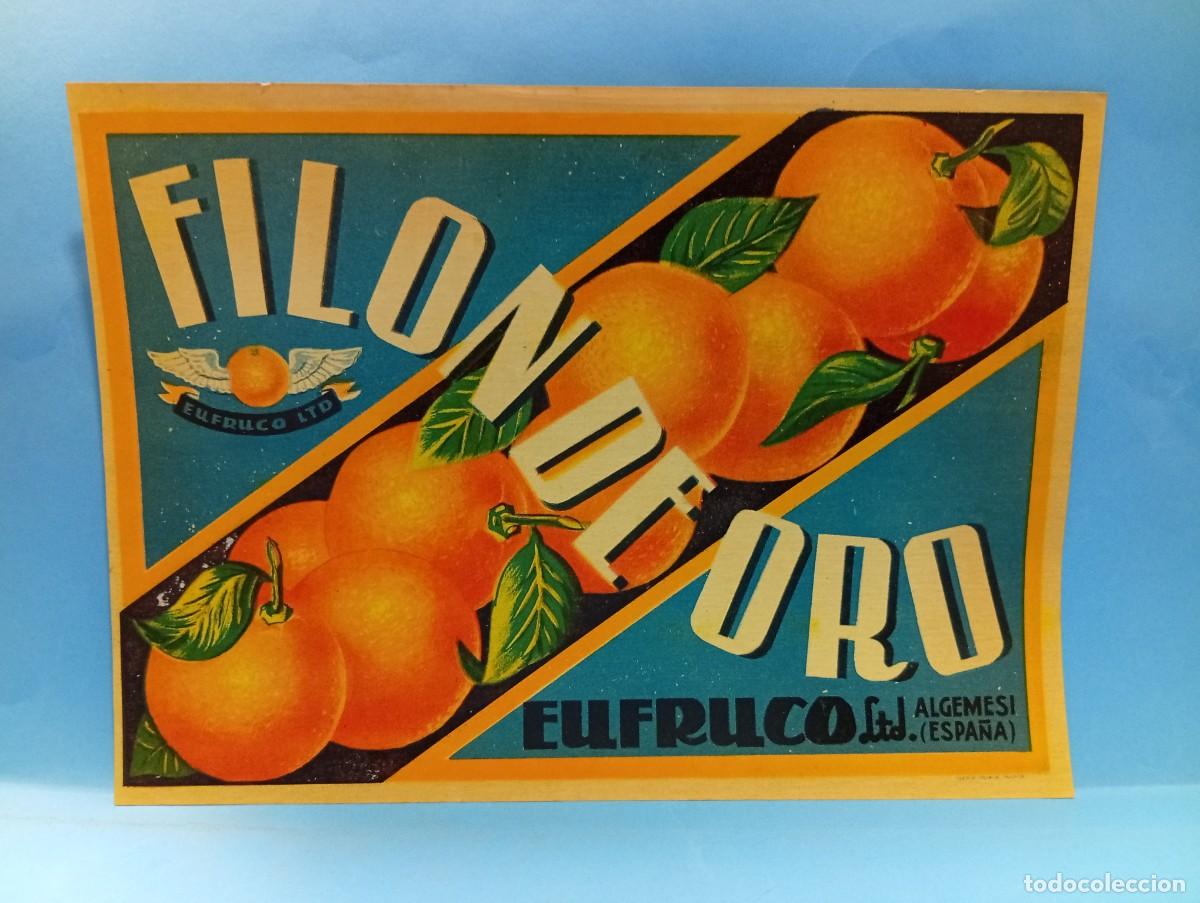 FILON DE ORO
EUFRUCO LTD
EUFRUCO Ltd. ALGEMESI
(ESPAÑA)
todocoleccion